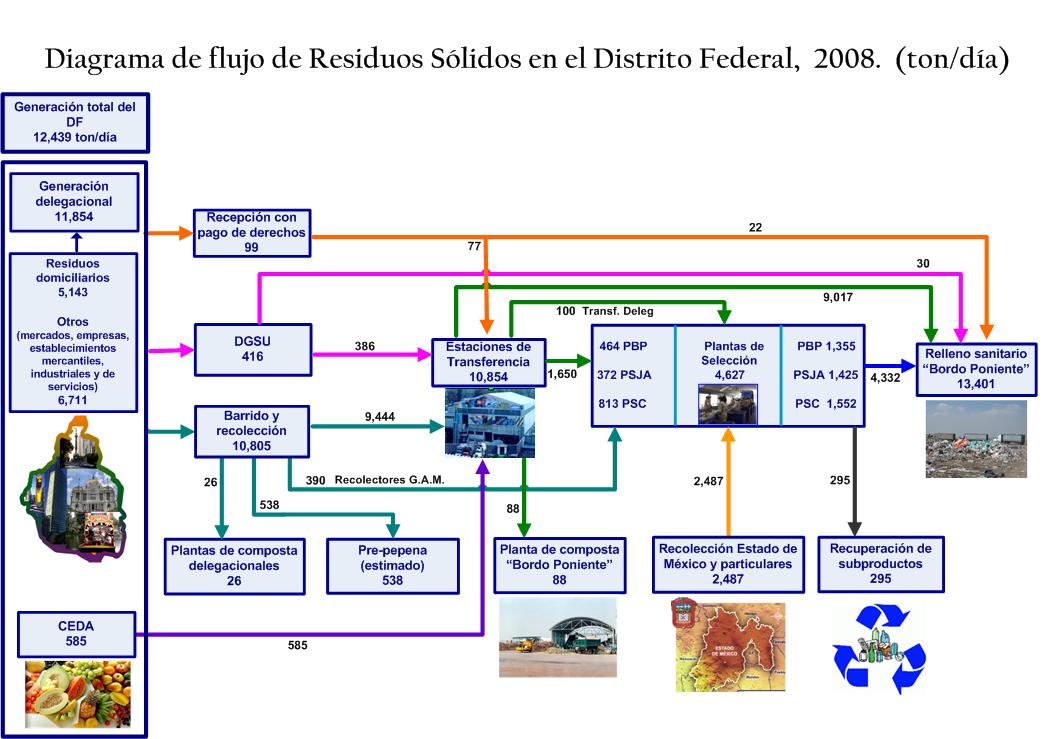 Diagrama de flujo de Residuos Sólidos en el Distrito Federal, 2008. (ton/día)
Generación total del
DF
12,439 ton/día
Generación
delegacional
11,854
Residuos
domiciliarios
5,143
Otros
(mercados, empresas,
establecimientos
mercantiles,
industriales y de
servicios)
6,711
CEDA
585
Recepción con
pago de derechos
99
22
77
30
DGSU
416
386
9,017
100 Transf. Deleg
Estaciones de
Transferencia
10,854
1,650
464 PBP
372 PSJA
813 PSC
Plantas de
Selección
4,627
PBP 1,355
PSJA 1,425
PSC 1,552
4,332
Relleno sanitario
“Bordo Poniente”
13,401
Barrido y
recolección
10,805
9,444
26
538
390 Recolectores G.A.M.
88
2,487
295
Plantas de composta
delegacionales
26
Pre-pepena
(estimado)
538
Planta de composta
“Bordo Poniente”
88
Recolección Estado de
México y particulares
2,487
Recuperación de
subproductos
295
585
ESTADO
DE MÉXICO